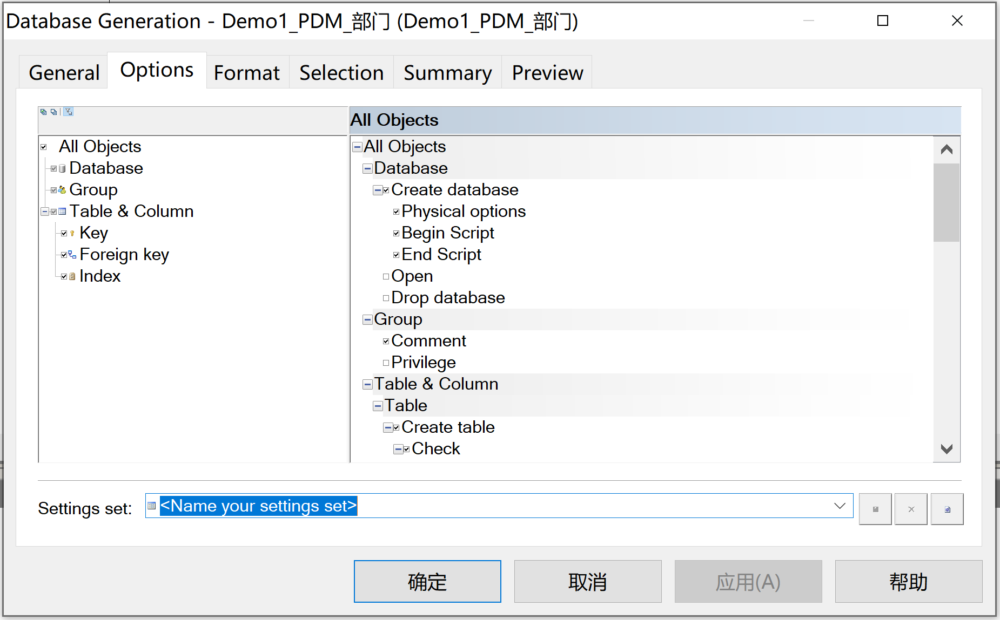 Database Generation - Demo1_PDM_部门 (Demo1_PDM_部门)
General Options Format Selection Summary Preview
All Objects
Database
Group
Table & Column
Key
Foreign key
Index
All Objects
All Objects
Database
Create database
Physical options
Begin Script
End Script
Open
Drop database
Group
Comment
Privilege
Table & Column
Table
Create table
Check
Settings set: <Name your settings set>
确定 取消 应用(A) 帮助